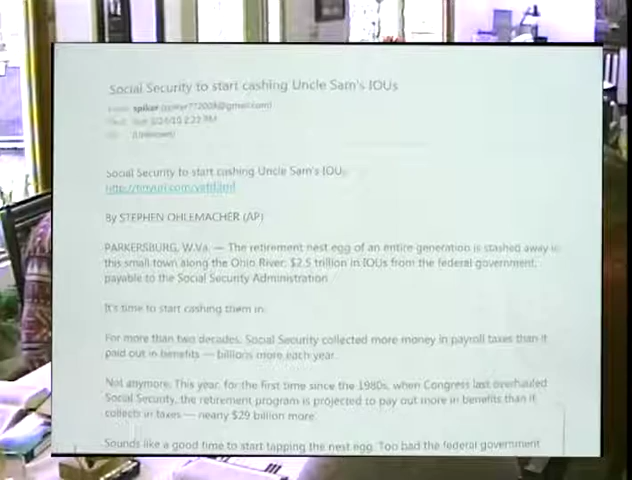 Social Security to start cashing Uncle Sam's IOUs
spiker
(Unknown)
Social Security to start cashing Uncle Sam's IOUs
By STEPHEN OHLEMACHER (AP)
PARKERSBURG, W.Va. — The retirement nest egg of an entire generation is stashed away in
this small town along the Ohio River: $2.5 trillion in IOUs from the federal government,
payable to the Social Security Administration.
It's time to start cashing them in.
For more than two decades, Social Security collected more money in payroll taxes than it
paid out in benefits — billions more each year.
Not anymore. This year, for the first time since the 1980s, when Congress last overhauled
Social Security, the retirement program is projected to pay out more in benefits than it
collects in taxes — nearly $29 billion more.
Sounds like a good time to start tapping the nest egg. Too bad the federal government